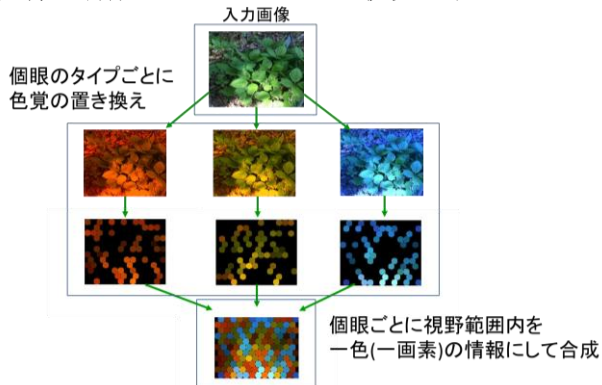 入力画像
個眼のタイプごとに
色覚の置き換え
個眼ごとに視野範囲内を
一色(一画素)の情報にして合成